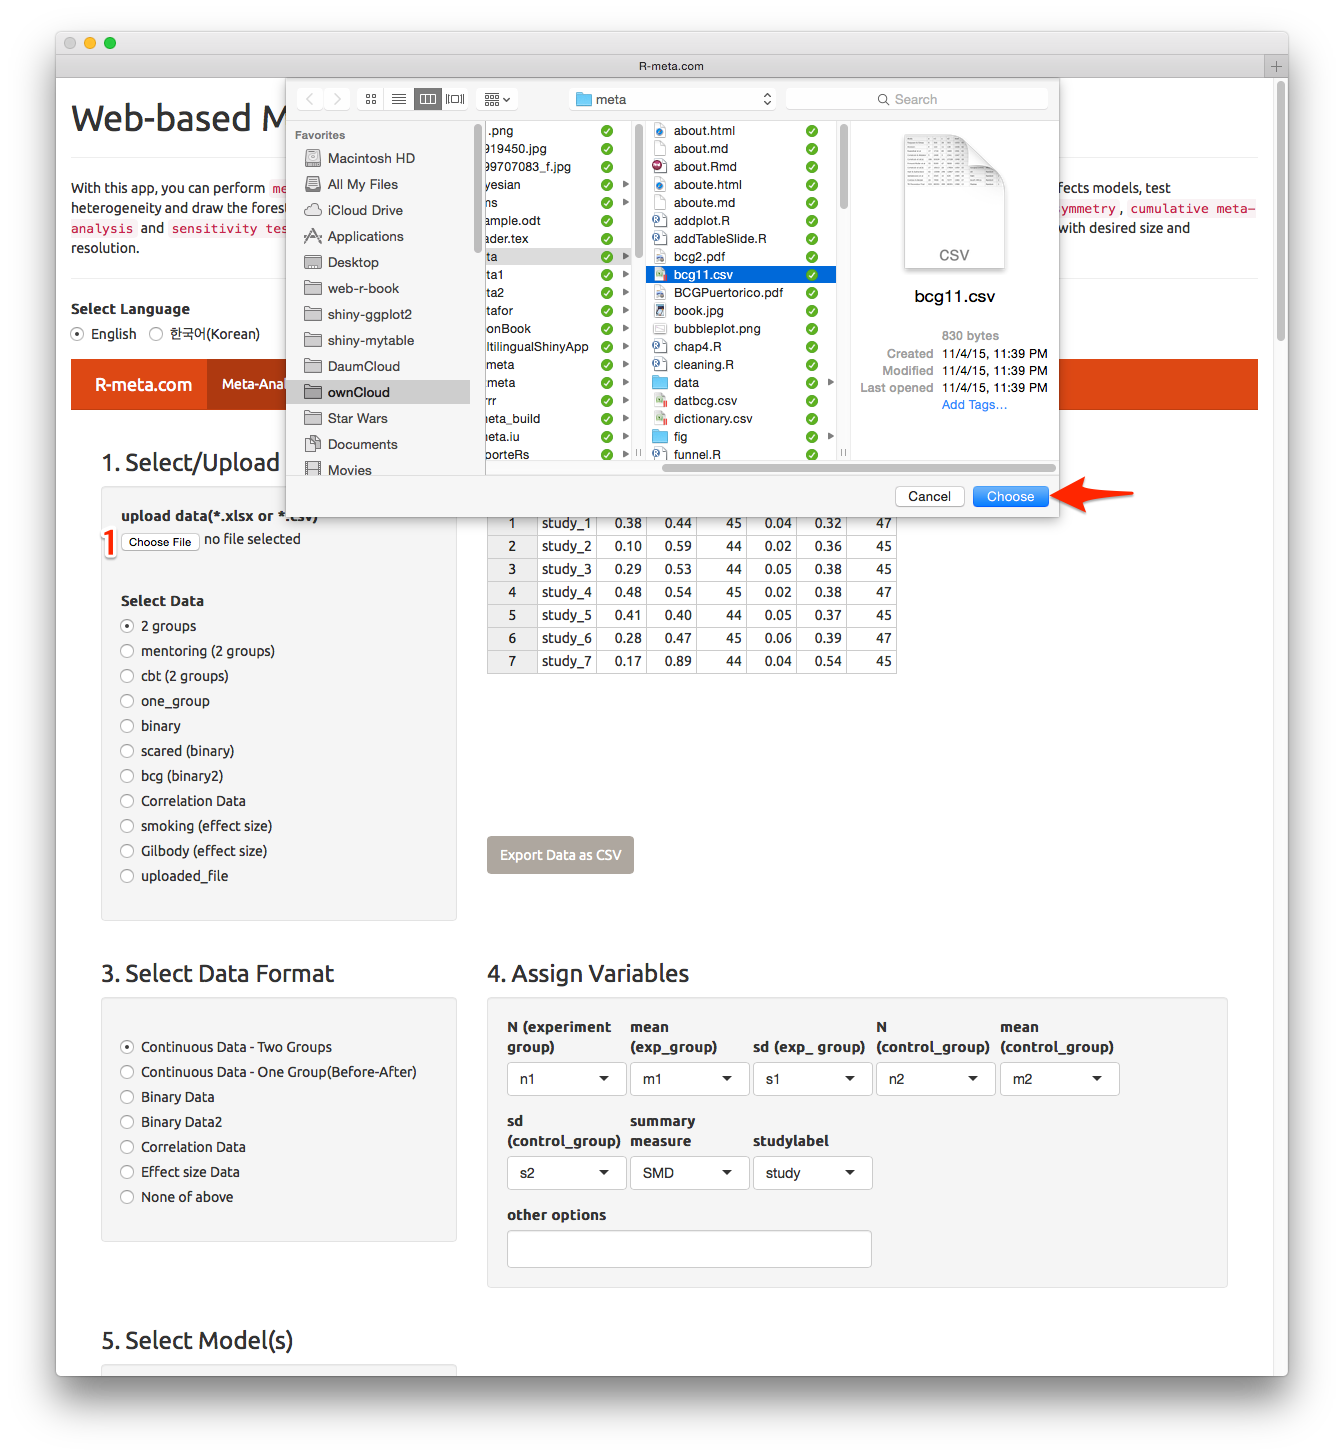 R-meta.com
Web-based M
With this app, you can perform me
fects models, test
heterogeneity and draw the forest
symmetry, cumulative meta-
analysis and sensitivity tes
with desired size and
resolution.
Select Language
English 한국어(Korean)
R-meta.com Meta-Anal
meta
Search
Favorites
Macintosh HD
All My Files
iCloud Drive
Applications
Desktop
web-r-book
shiny-ggplot2
shiny-mytable
DaumCloud
ownCloud
Star Wars
Documents
Movies
.png
919450.jpg
99707083_f.jpg
yesian
ms
ample.odt
ader.tex
ta
ta1
ta2
tafor
onBook
ltilingualShinyApp
meta
meta
rrr
neta_build
neta.iu
porteRs
about.html
about.md
about.Rmd
aboute.html
aboute.md
addplot.R
addTableSlide.R
bcg2.pdf
bcg11.csv
BCGPuertorico.pdf
book.jpg
bubbleplot.png
chap4.R
cleaning.R
data
datbcg.csv
dictionary.csv
fig
funnel.R
CSV
bcg11.csv
830 bytes
Created 11/4/15, 11:39 PM
Modified 11/4/15, 11:39 PM
Last opened 11/4/15, 11:39 PM
Add Tags…
Cancel Choose
1. Select/Upload
upload data(*.xlsx or *.csv)
1 Choose File no file selected
Select Data
2 groups
mentoring (2 groups)
cbt (2 groups)
one_group
binary
scared (binary)
bcg (binary2)
Correlation Data
smoking (effect size)
Gilbody (effect size)
uploaded_file
1 study_1 0.38 0.44 45 0.04 0.32 47
2 study_2 0.10 0.59 44 0.02 0.36 45
3 study_3 0.29 0.53 44 0.05 0.38 45
4 study_4 0.48 0.54 45 0.02 0.38 47
5 study_5 0.41 0.40 44 0.05 0.37 45
6 study_6 0.28 0.47 45 0.06 0.39 47
7 study_7 0.17 0.89 44 0.04 0.54 45
Export Data as CSV
3. Select Data Format
Continuous Data - Two Groups
Continuous Data - One Group(Before-After)
Binary Data
Binary Data2
Correlation Data
Effect size Data
None of above
4. Assign Variables
N (experiment group)
mean (exp_group)
sd (exp_ group)
N (control_group)
mean (control_group)
n1 m1 s1 n2 m2
sd (control_group)
summary measure
studylabel
s2 SMD study
other options
5. Select Model(s)